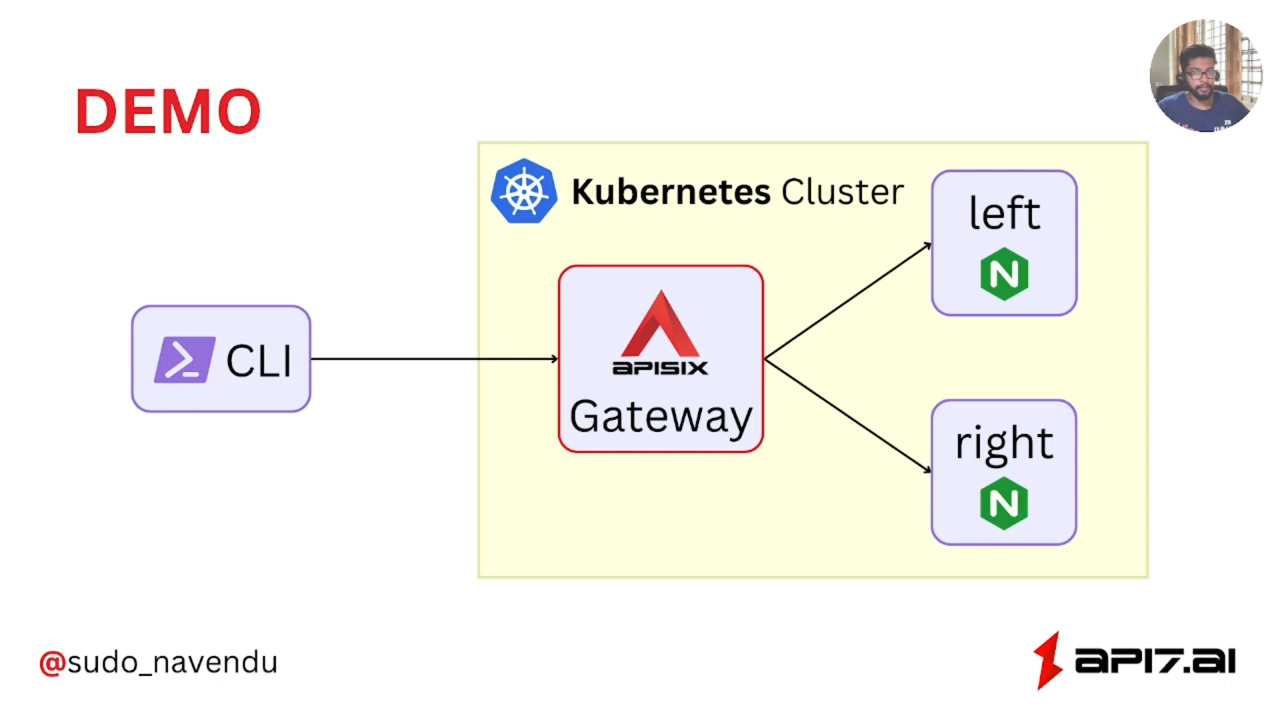 DEMO
Kubernetes Cluster
left
CLI
APISIX
Gateway
right
@sudo_navendu
API7.AI